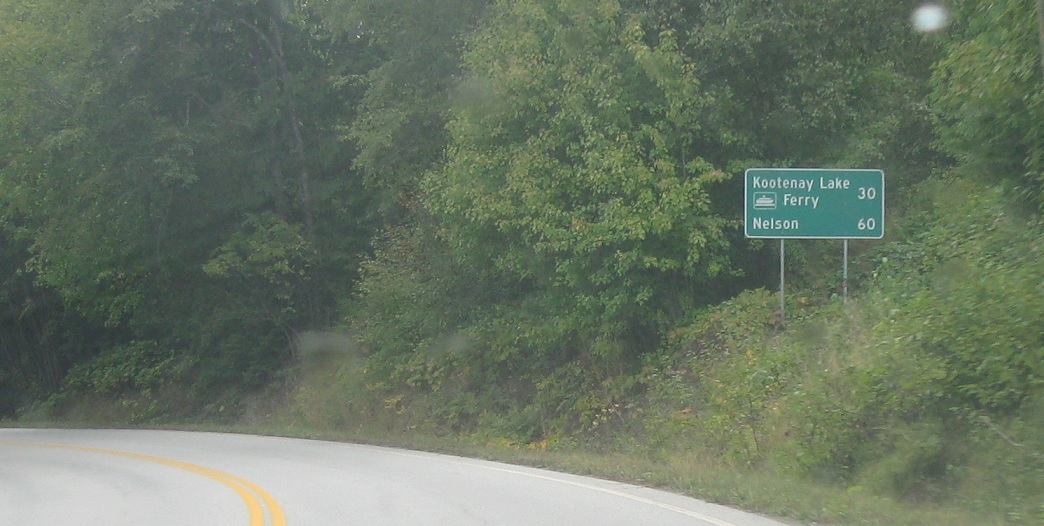 Kootenay Lake
Ferry 30
Nelson 60